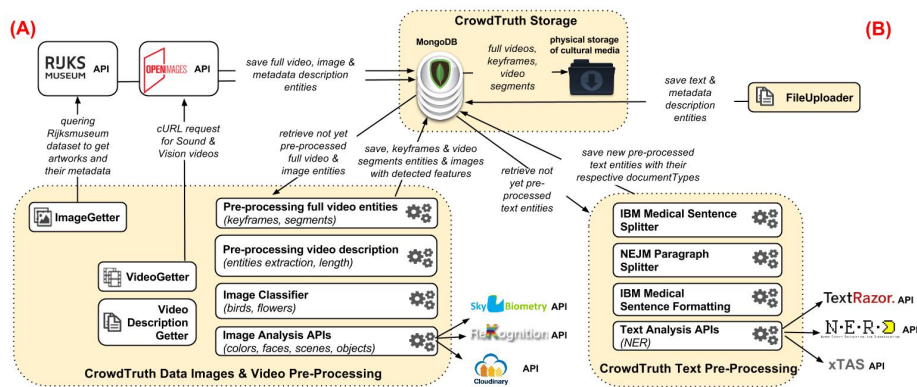 (A)
CrowdTruth Storage
(B)
RIJKS
MUSEUM
API
OPENIMAGES
API
save full video, image &
metadata description
entities
MongoDB
full videos,
keyframes,
video
segments
physical storage
of cultural media
save text &
metadata
description
entities
FileUploader
quering
Rijksmuseum
dataset to get
artworks and
their metadata
cURL request
for Sound &
Vision videos
retrieve not yet
pre-processed
full video &
image entities
save, keyframes & video
segments entities & images
with detected features
retrieve not
yet pre-
processed
text entities
save new pre-processed
text entities with their
respective documentTypes
ImageGetter
VideoGetter
Video
Description
Getter
Pre-processing full video entities
(keyframes, segments)
Pre-processing video description
(entities extraction, length)
Image Classifier
(birds, flowers)
Image Analysis APIs
(colors, faces, scenes, objects)
CrowdTruth Data Images & Video Pre-Processing
SkyBiometry API
ReKognition API
Cloudinary API
IBM Medical Sentence
Splitter
NEJM Paragraph
Splitter
IBM Medical
Sentence Formatting
Text Analysis APIs
(NER)
CrowdTruth Text Pre-Processing
TextRazor. API
N·E·R·D API
xTAS API